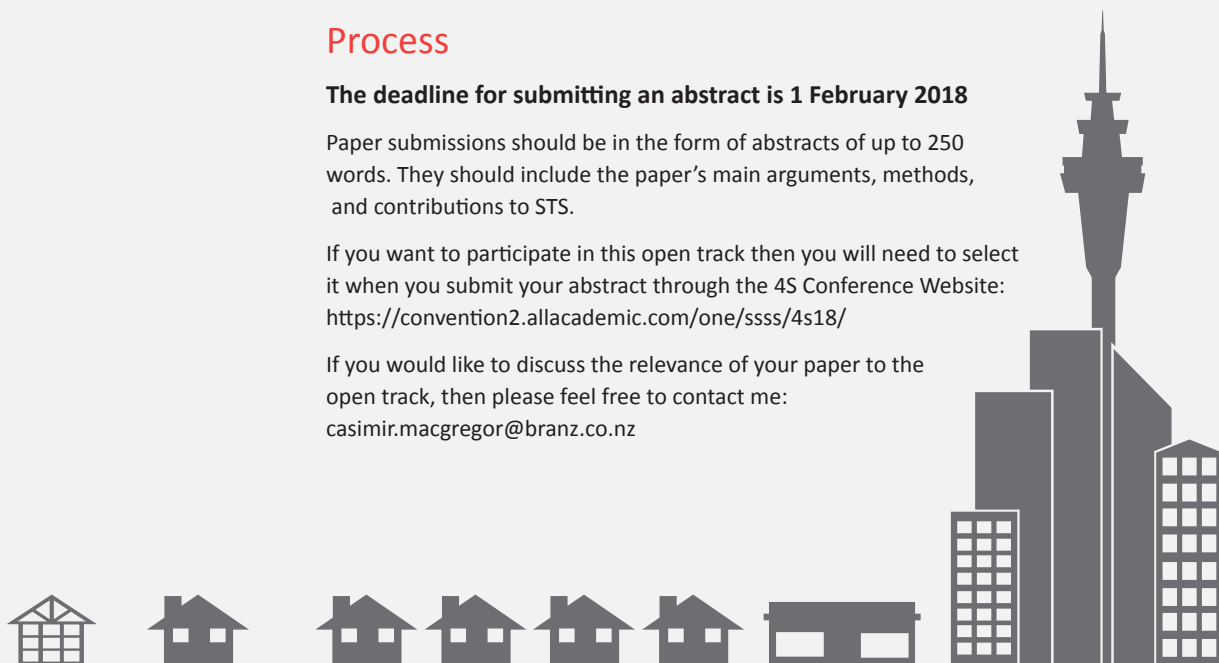 Process
The deadline for submitting an abstract is 1 February 2018
Paper submissions should be in the form of abstracts of up to 250
words. They should include the paper’s main arguments, methods,
and contributions to STS.
If you want to participate in this open track then you will need to select
it when you submit your abstract through the 4S Conference Website:
https://convention2.allacademic.com/one/ssss/4s18/
If you would like to discuss the relevance of your paper to the
open track, then please feel free to contact me:
casimir.macgregor@branz.co.nz